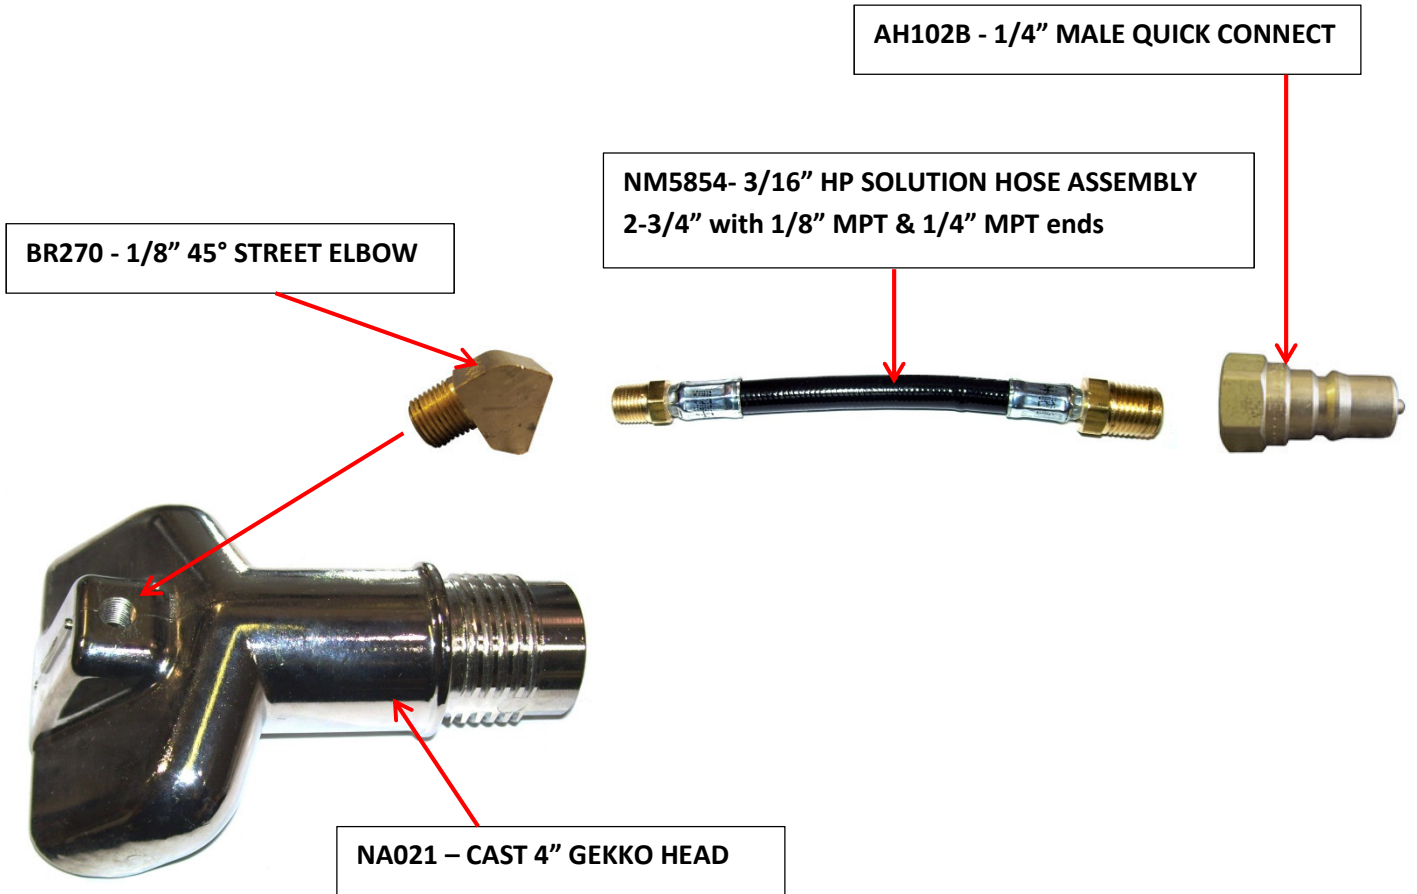 AH102B - 1/4” MALE QUICK CONNECT
NM5854- 3/16” HP SOLUTION HOSE ASSEMBLY
2-3/4” with 1/8” MPT & 1/4” MPT ends
BR270 - 1/8” 45° STREET ELBOW
NA021 – CAST 4” GEKKO HEAD